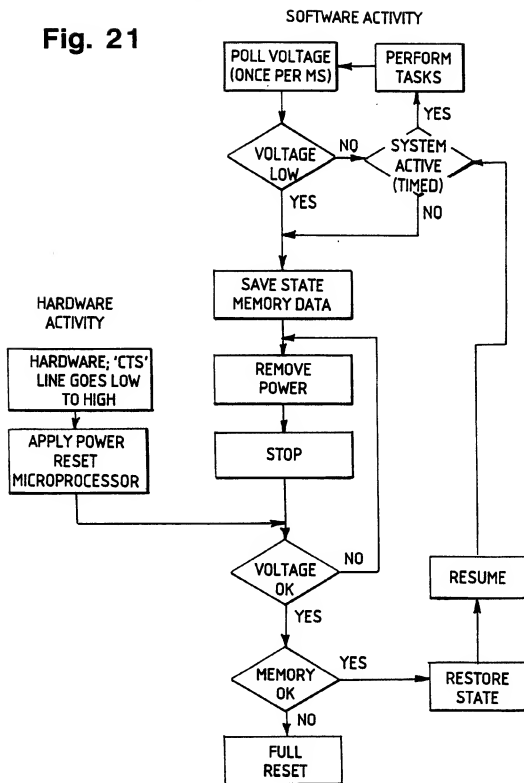 SOFTWARE ACTIVITY
Fig. 21
POLL VOLTAGE
(ONCE PER MS)
PERFORM
TASKS
YES
VOLTAGE
LOW
NO
SYSTEM
ACTIVE
(TIMED)
YES
NO
SAVE STATE
MEMORY DATA
HARDWARE
ACTIVITY
HARDWARE; 'CTS'
LINE GOES LOW
TO HIGH
REMOVE
POWER
APPLY POWER
RESET
MICROPROCESSOR
STOP
VOLTAGE
OK
NO
RESUME
YES
MEMORY
OK
YES
RESTORE
STATE
NO
FULL
RESET